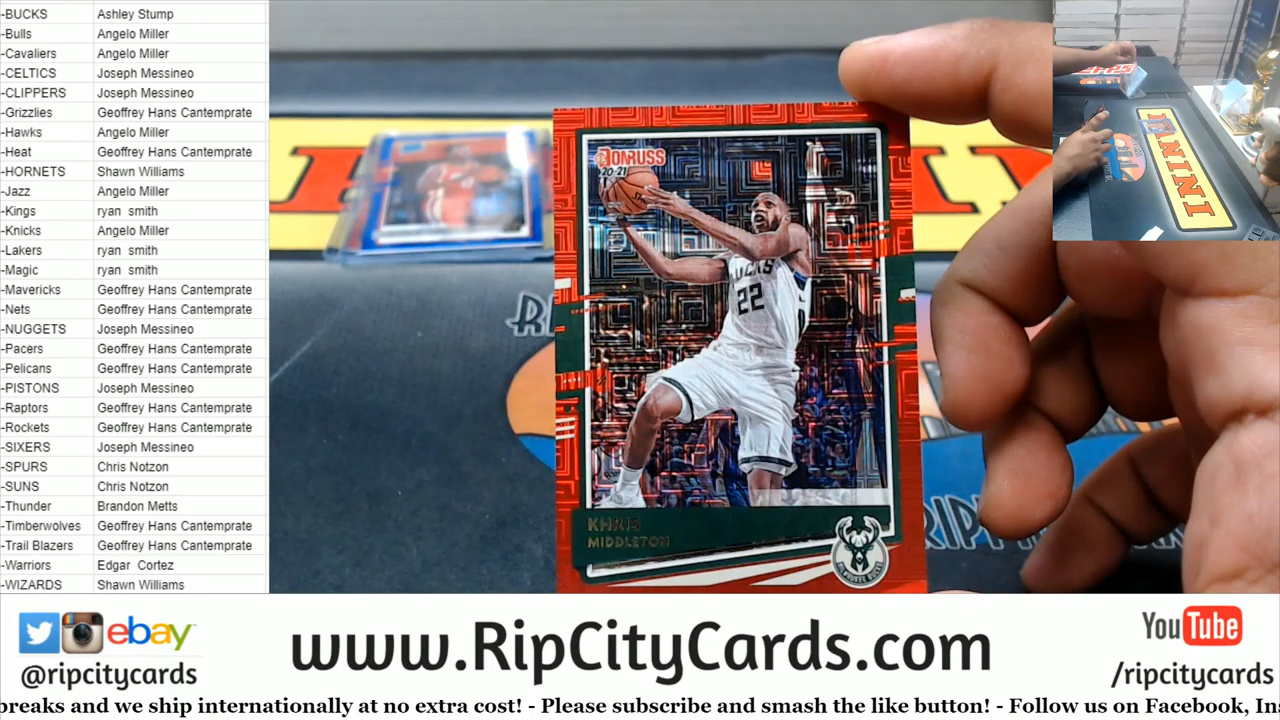 -BUCKS Ashley Stump
-Bulls Angelo Miller
-Cavaliers Angelo Miller
-CELTICS Joseph Messineo
-CLIPPERS Joseph Messineo
-Grizzlies Geoffrey Hans Cantemprate
-Hawks Angelo Miller
-Heat Geoffrey Hans Cantemprate
-HORNETS Shawn Williams
-Jazz Angelo Miller
-Kings ryan smith
-Knicks Angelo Miller
-Lakers ryan smith
-Magic ryan smith
-Mavericks Geoffrey Hans Cantemprate
-Nets Geoffrey Hans Cantemprate
-NUGGETS Joseph Messineo
-Pacers Geoffrey Hans Cantemprate
-Pelicans Geoffrey Hans Cantemprate
-PISTONS Joseph Messineo
-Raptors Geoffrey Hans Cantemprate
-Rockets Geoffrey Hans Cantemprate
-SIXERS Joseph Messineo
-SPURS Chris Notzon
-SUNS Chris Notzon
-Thunder Brandon Metts
-Timberwolves Geoffrey Hans Cantemprate
-Trail Blazers Geoffrey Hans Cantemprate
-Warriors Edgar Cortez
-WIZARDS Shawn Williams
DONRUSS
20-21
BUCKS
22
KHRIS
MIDDLETON
MILWAUKEE BUCKS
PANINI
ebay
@ripcitycards
www.RipCityCards.com
YouTube
/ripcitycards
breaks and we ship internationally at no extra cost! - Please subscribe and smash the like button! - Follow us on Facebook, In